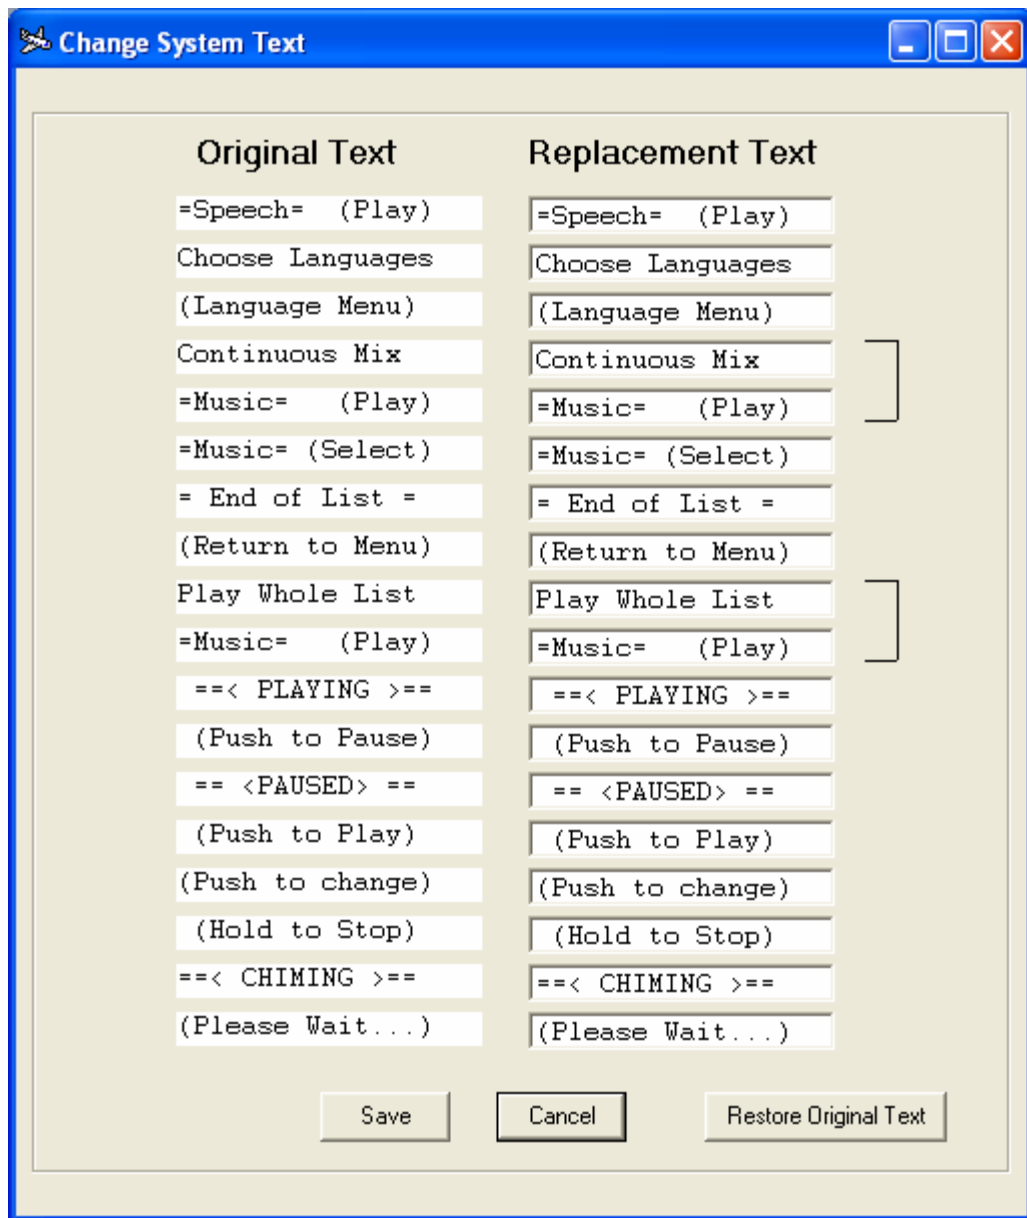 Change System Text
Original Text    Replacement Text
=Speech=  (Play)    =Speech=  (Play)
Choose Languages    Choose Languages
(Language Menu)    (Language Menu)
Continuous Mix    Continuous Mix
=Music=   (Play)    =Music=   (Play)
=Music= (Select)    =Music= (Select)
= End of List =    = End of List =
(Return to Menu)    (Return to Menu)
Play Whole List    Play Whole List
=Music=   (Play)    =Music=   (Play)
==< PLAYING >==    ==< PLAYING >==
(Push to Pause)    (Push to Pause)
== <PAUSED> ==    == <PAUSED> ==
(Push to Play)    (Push to Play)
(Push to change)    (Push to change)
(Hold to Stop)    (Hold to Stop)
==< CHIMING >==    ==< CHIMING >==
(Please Wait...)    (Please Wait...)
Save    Cancel    Restore Original Text